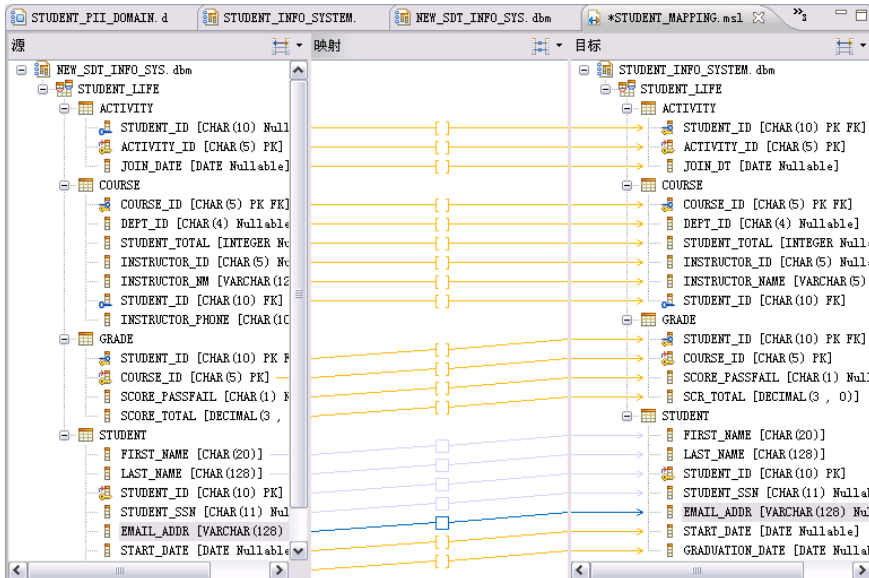 STUDENT_PII_DOMAIN.d
STUDENT_INFO_SYSTEM.
NEW_SDT_INFO_SYS.dbm
*STUDENT_MAPPING.msl
»s
源
映射
目标
NEW_SDT_INFO_SYS.dbm
STUDENT_LIFE
ACTIVITY
STUDENT_ID [CHAR(10) Null
ACTIVITY_ID [CHAR(5) PK]
JOIN_DATE [DATE Nullable]
COURSE
COURSE_ID [CHAR(5) PK FK]
DEPT_ID [CHAR(4) Nullable
STUDENT_TOTAL [INTEGER Nu
INSTRUCTOR_ID [CHAR(5) Nu
INSTRUCTOR_NM [VARCHAR(12
STUDENT_ID [CHAR(10) FK]
INSTRUCTOR_PHONE [CHAR(10
GRADE
STUDENT_ID [CHAR(10) PK F
COURSE_ID [CHAR(5) PK]
SCORE_PASSFAIL [CHAR(1) N
SCORE_TOTAL [DECIMAL(3 ,
STUDENT
FIRST_NAME [CHAR(20)]
LAST_NAME [CHAR(128)]
STUDENT_ID [CHAR(10) PK]
STUDENT_SSN [CHAR(11) Nul
EMAIL_ADDR [VARCHAR(128)
START_DATE [DATE Nullable
STUDENT_INFO_SYSTEM.dbm
STUDENT_LIFE
ACTIVITY
STUDENT_ID [CHAR(10) PK FK]
ACTIVITY_ID [CHAR(5) PK]
JOIN_DT [DATE Nullable]
COURSE
COURSE_ID [CHAR(5) PK FK]
DEPT_ID [CHAR(4) Nullable]
STUDENT_TOTAL [INTEGER Null
INSTRUCTOR_ID [CHAR(5) Null
INSTRUCTOR_NAME [VARCHAR(5)
STUDENT_ID [CHAR(10) FK]
GRADE
STUDENT_ID [CHAR(10) PK FK]
COURSE_ID [CHAR(5) PK]
SCORE_PASSFAIL [CHAR(1) Null
SCR_TOTAL [DECIMAL(3 , 0)]
STUDENT
FIRST_NAME [CHAR(20)]
LAST_NAME [CHAR(128)]
STUDENT_ID [CHAR(10) PK]
STUDENT_SSN [CHAR(11) Nulla
EMAIL_ADDR [VARCHAR(128) Nu
START_DATE [DATE Nullable]
GRADUATION_DATE [DATE Nulla